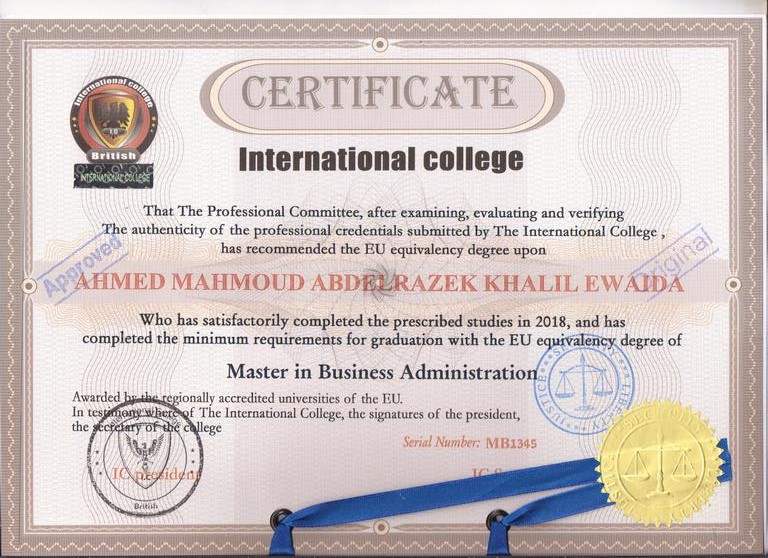 CERTIFICATE
International college
British
INTERNATIONAL COLLEGE
International college
That The Professional Committee, after examining, evaluating and verifying
The authenticity of the professional credentials submitted by The International College ,
has recommended the EU equivalency degree upon
Approved
Original
AHMED MAHMOUD ABDELRAZEK KHALIL EWAIDA
Who has satisfactorily completed the prescribed studies in 2018, and has
completed the minimum requirements for graduation with the EU equivalency degree of
Master in Business Administration
Awarded by the regionally accredited universities of the EU.
In testimony where of The International College, the signatures of the president,
the secretary of the college
Serial Number: MB1345
IC president
IC
British
SECURITY LIBERTY JUSTICE